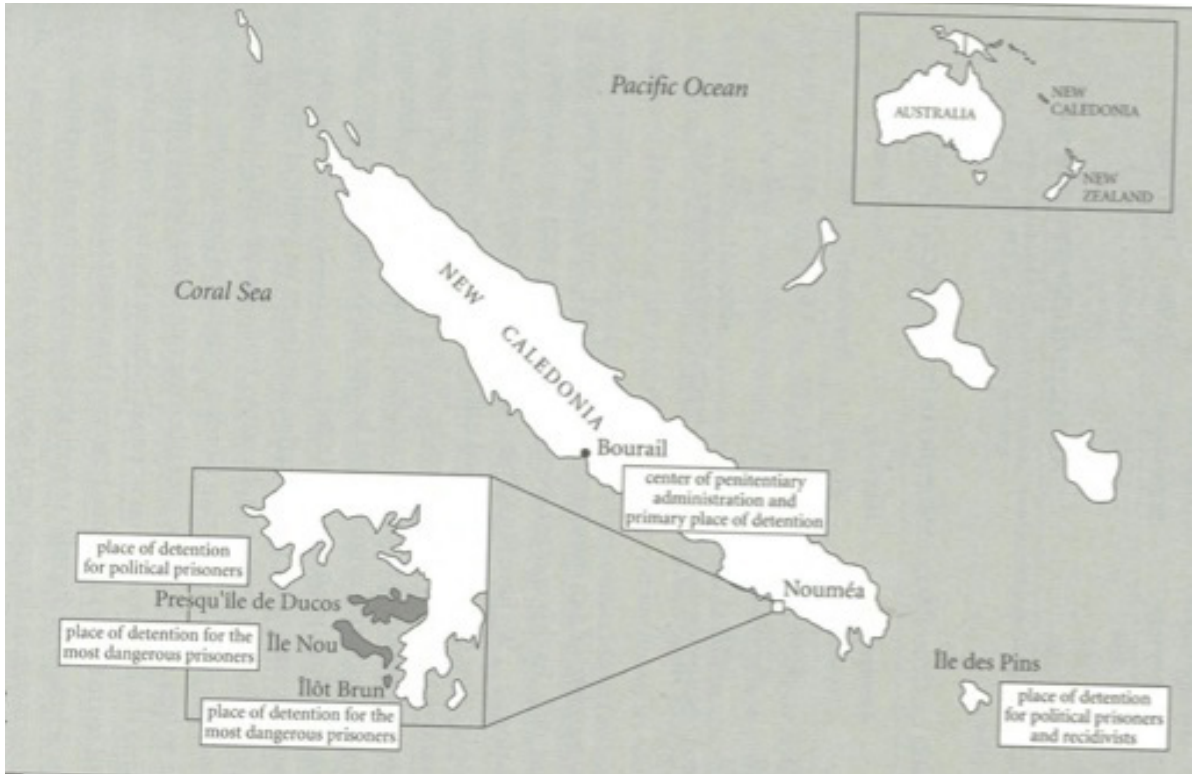 Pacific Ocean
AUSTRALIA
NEW
CALEDONIA
NEW
ZEALAND
Coral Sea
NEW CALEDONIA
Bourail
center of penitentiary
administration and
primary place of detention
place of detention
for political prisoners
Presqu'île de Ducos
place of detention for the
most dangerous prisoners
Île Nou
Îlôt Brun
place of detention for the
most dangerous prisoners
Nouméa
Île des Pins
place of detention
for political prisoners
and recidivists